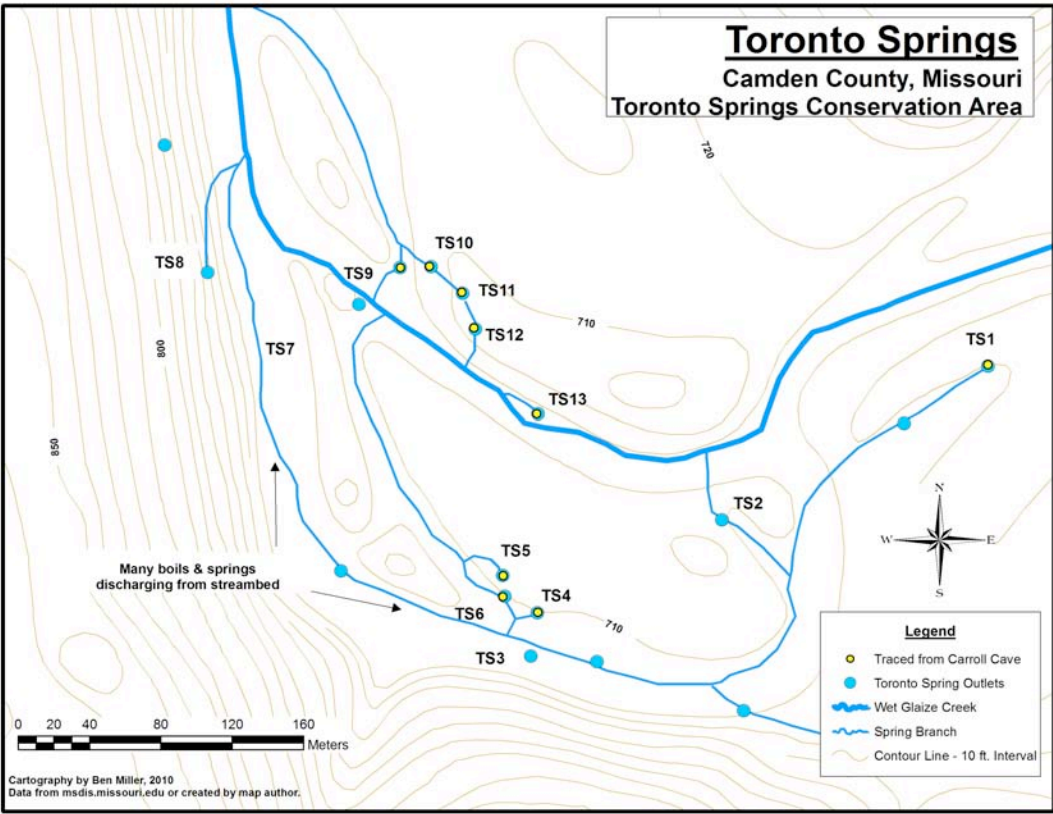 Toronto Springs
Camden County, Missouri
Toronto Springs Conservation Area
720
TS10
TS8
TS9
TS11
TS12
710
TS7
TS1
800
TS13
850
TS2
N
W
E
S
Many boils & springs
discharging from streambed
TS5
TS6
TS4
710
TS3
Legend
Traced from Carroll Cave
Toronto Spring Outlets
Wet Glaize Creek
Spring Branch
Contour Line - 10 ft. Interval
0 20 40 80 120 160
Meters
Cartography by Ben Miller, 2010
Data from msdis.missouri.edu or created by map author.